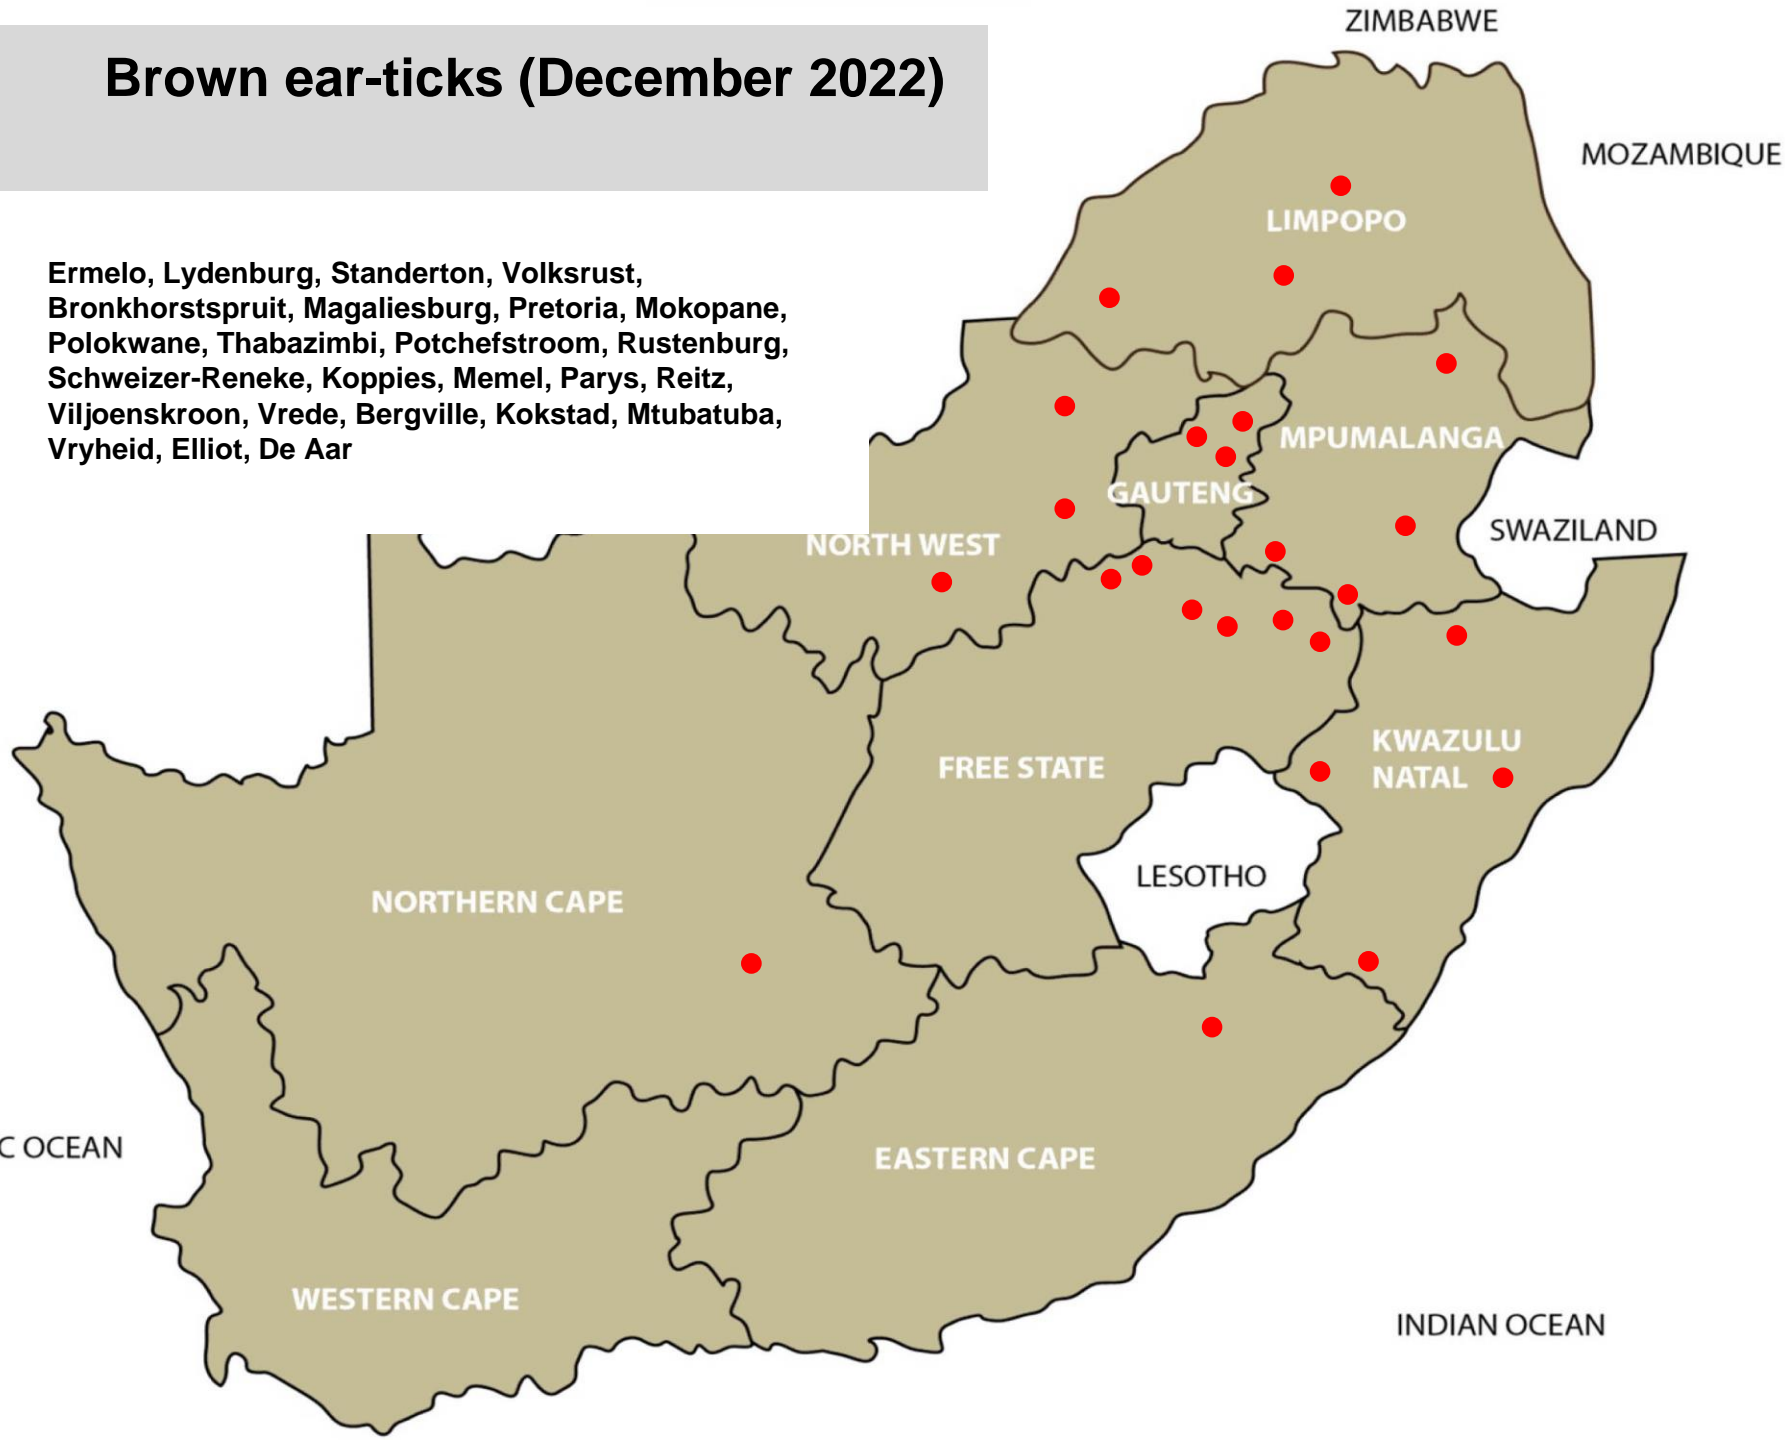 Brown ear-ticks (December 2022)
Ermelo, Lydenburg, Standerton, Volksrust,
Bronkhorstspruit, Magaliesburg, Pretoria, Mokopane,
Polokwane, Thabazimbi, Potchefstroom, Rustenburg,
Schweizer-Reneke, Koppies, Memel, Parys, Reitz,
Viljoenskroon, Vrede, Bergville, Kokstad, Mtubatuba,
Vryheid, Elliot, De Aar
ZIMBABWE
MOZAMBIQUE
LIMPOPO
MPUMALANGA
GAUTENG
SWAZILAND
NORTH WEST
KWAZULU
NATAL
FREE STATE
LESOTHO
NORTHERN CAPE
C OCEAN
EASTERN CAPE
WESTERN CAPE
INDIAN OCEAN